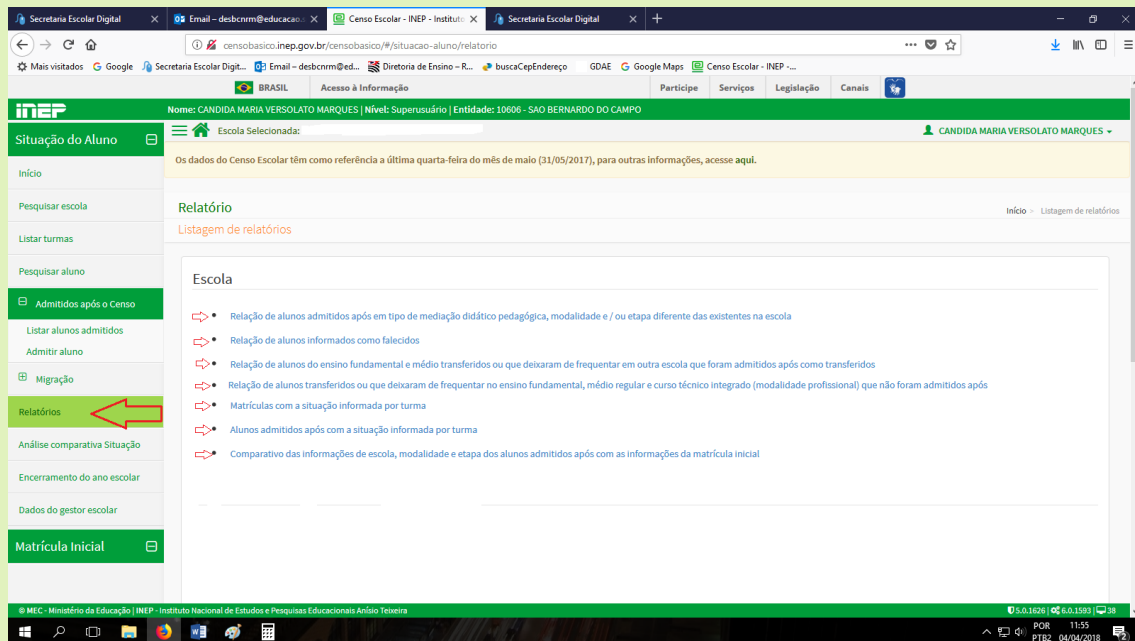 Secretaria Escolar Digital
Email – desbcnrm@educacao.s
Censo Escolar - INEP - Instituto
Secretaria Escolar Digital
censobasico.inep.gov.br/censobasico/#/situacao-aluno/relatorio
Mais visitados Google Secretaria Escolar Digit... Email – desbcnrm@ed... Diretoria de Ensino – R... buscaCepEndereço GDAE Google Maps Censo Escolar - INEP -...
BRASIL Acesso à Informação Participe Serviços Legislação Canais
inep Nome: CANDIDA MARIA VERSOLATO MARQUES | Nível: Superusuário | Entidade: 10606 - SAO BERNARDO DO CAMPO
Escola Selecionada: CANDIDA MARIA VERSOLATO MARQUES
Situação do Aluno
Os dados do Censo Escolar têm como referência a última quarta-feira do mês de maio (31/05/2017), para outras informações, acesse aqui.
Início
Pesquisar escola
Listar turmas
Pesquisar aluno
Admitidos após o Censo
Listar alunos admitidos
Admitir aluno
Migração
Relatórios
Análise comparativa Situação
Encerramento do ano escolar
Dados do gestor escolar
Matrícula Inicial
Relatório
Início > Listagem de relatórios
Listagem de relatórios
Escola
Relação de alunos admitidos após em tipo de mediação didático pedagógica, modalidade e / ou etapa diferente das existentes na escola
Relação de alunos informados como falecidos
Relação de alunos do ensino fundamental e médio transferidos ou que deixaram de frequentar em outra escola que foram admitidos após como transferidos
Relação de alunos transferidos ou que deixaram de frequentar no ensino fundamental, médio regular e curso técnico integrado (modalidade profissional) que não foram admitidos após
Matrículas com a situação informada por turma
Alunos admitidos após com a situação informada por turma
Comparativo das informações de escola, modalidade e etapa dos alunos admitidos após com as informações da matrícula inicial
© MEC - Ministério da Educação | INEP - Instituto Nacional de Estudos e Pesquisas Educacionais Anísio Teixeira 5.0.1626 | 6.0.1593 | 38
POR 11:55
PTB2 04/04/2018